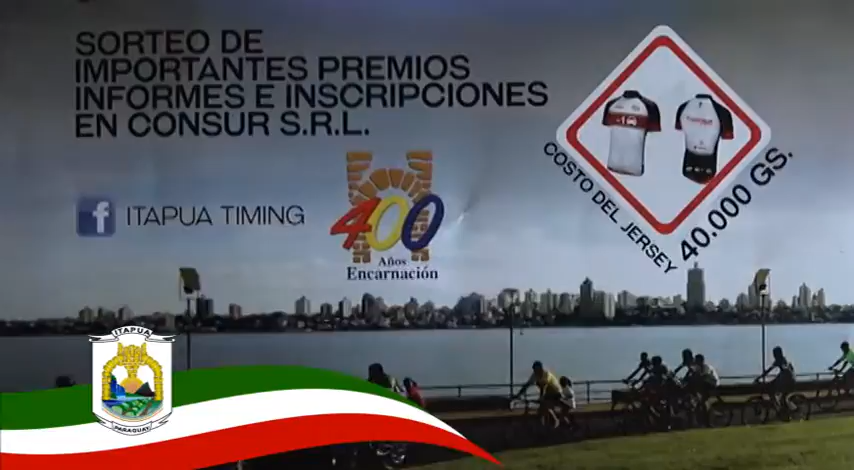 SORTEO DE
IMPORTANTES PREMIOS
INFORMES E INSCRIPCIONES
EN CONSUR S.R.L.
f ITAPUA TIMING
400
Años
Encarnación
COSTO DEL JERSEY
40.000 GS.
-1
ITAPUA
PARAGUAY